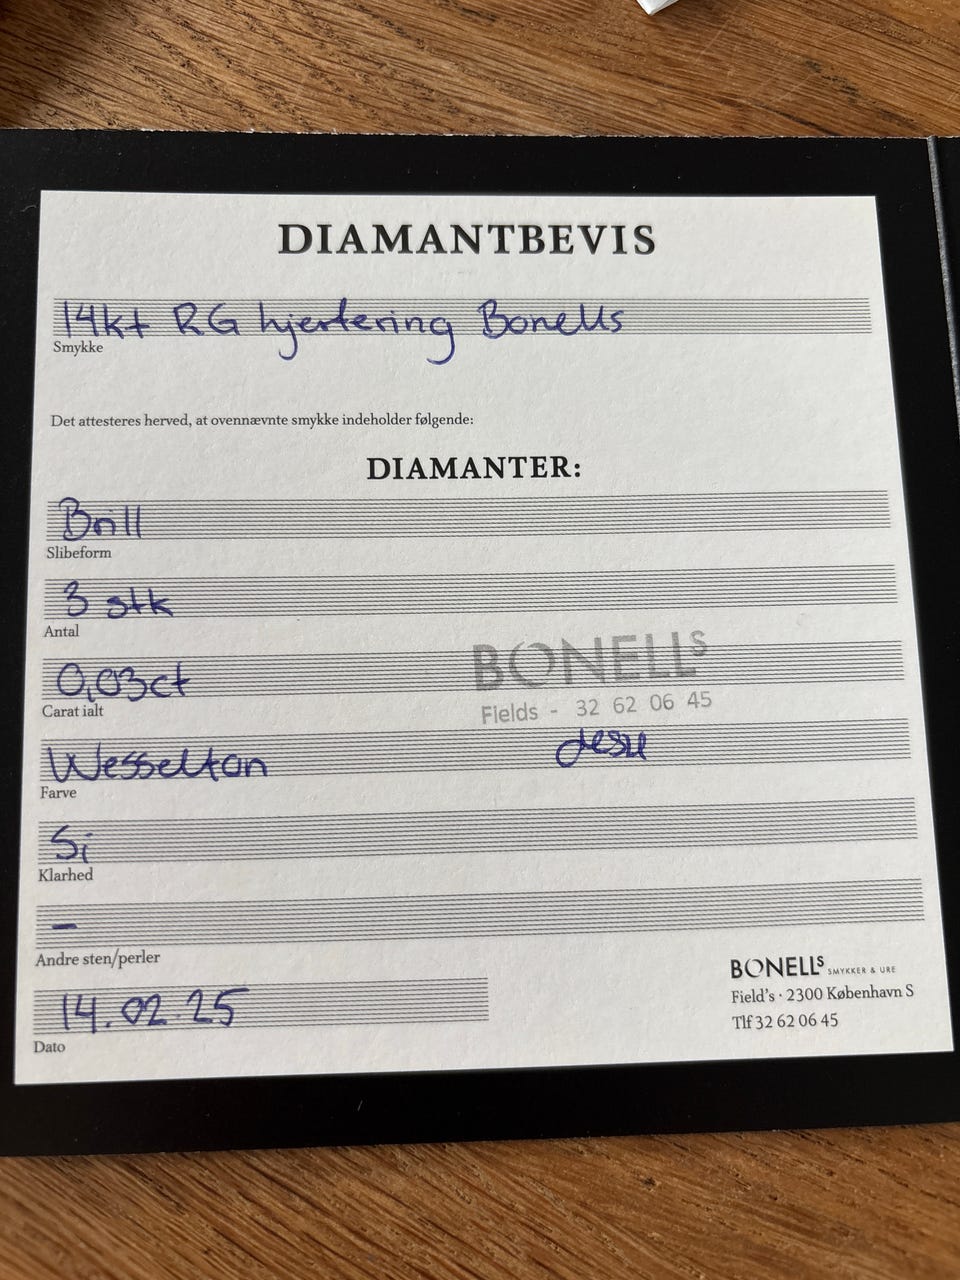 DIAMANTBEVIS
14kt RG hjertering Bonells
Smykke
Det attesteres herved, at ovennævnte smykke indeholder følgende:
DIAMANTER:
Brill
Slibeform
3 stk
Antal
0,03ct
Carat ialt
BONELLS
Fields - 32 62 06 45
Wesselton
Farve
Si
Klarhed
–
Andre sten/perler
14.02.25
Dato
BONELLS SMYKKER & URE
Field's · 2300 København S
Tlf 32 62 06 45